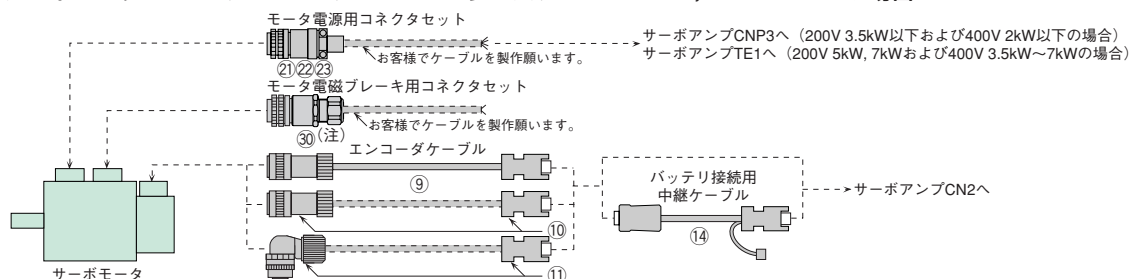 モータ電源用コネクタセット
サーボアンプCNP3へ（200V 3.5kW以下および400V 2kW以下の場合）
サーボアンプTE1へ（200V 5kW, 7kWおよび400V 3.5kW～7kWの場合）
お客様でケーブルを製作願います。
㉑㉒㉓
モータ電磁ブレーキ用コネクタセット
お客様でケーブルを製作願います。
㉚(注)
エンコーダケーブル
⑨
バッテリ接続用
中継ケーブル
サーボアンプCN2へ
⑩
⑭
⑪
サーボモータ